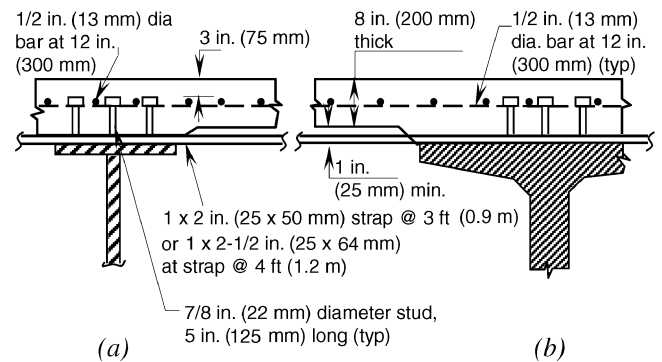 1/2 in. (13 mm) dia
bar at 12 in.
(300 mm)
3 in. (75 mm)
8 in. (200 mm)
thick
1/2 in. (13 mm)
dia. bar at 12 in.
(300 mm) (typ)
1 in.
(25 mm) min.
1 x 2 in. (25 x 50 mm) strap @ 3 ft (0.9 m)
or 1 x 2-1/2 in. (25 x 64 mm)
at strap @ 4 ft (1.2 m)
7/8 in. (22 mm) diameter stud,
5 in. (125 mm) long (typ)
(a)
(b)